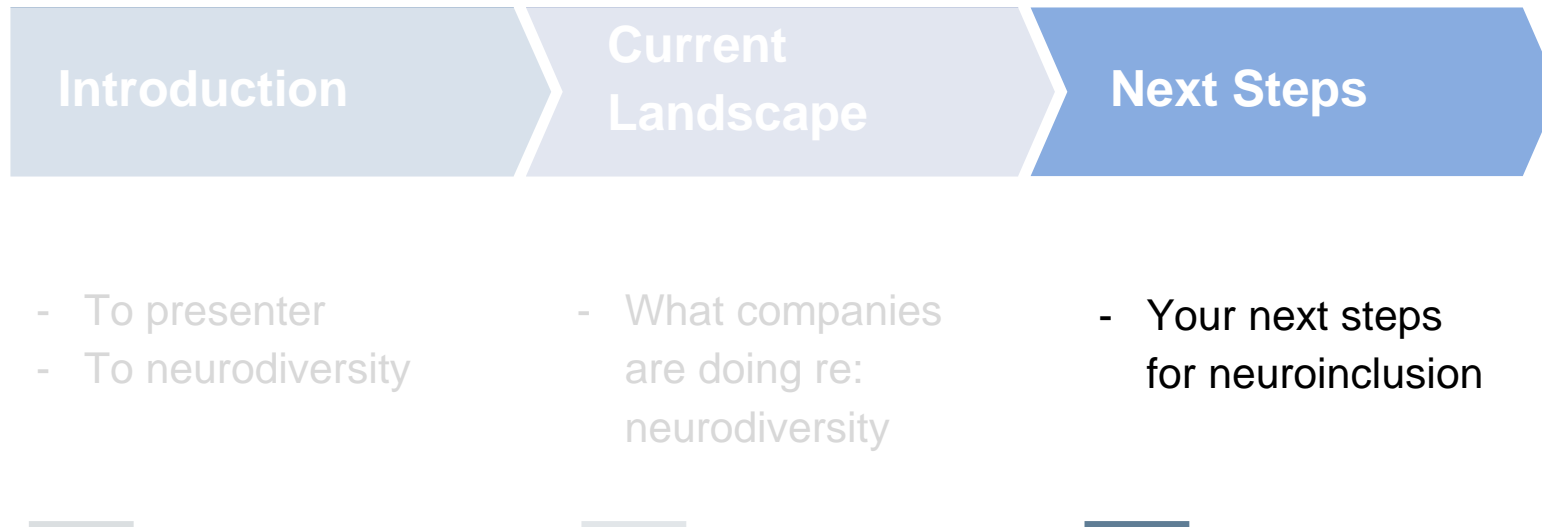 Introduction
Current
Landscape
Next Steps
- To presenter
- To neurodiversity
- What companies
are doing re:
neurodiversity
- Your next steps
for neuroinclusion